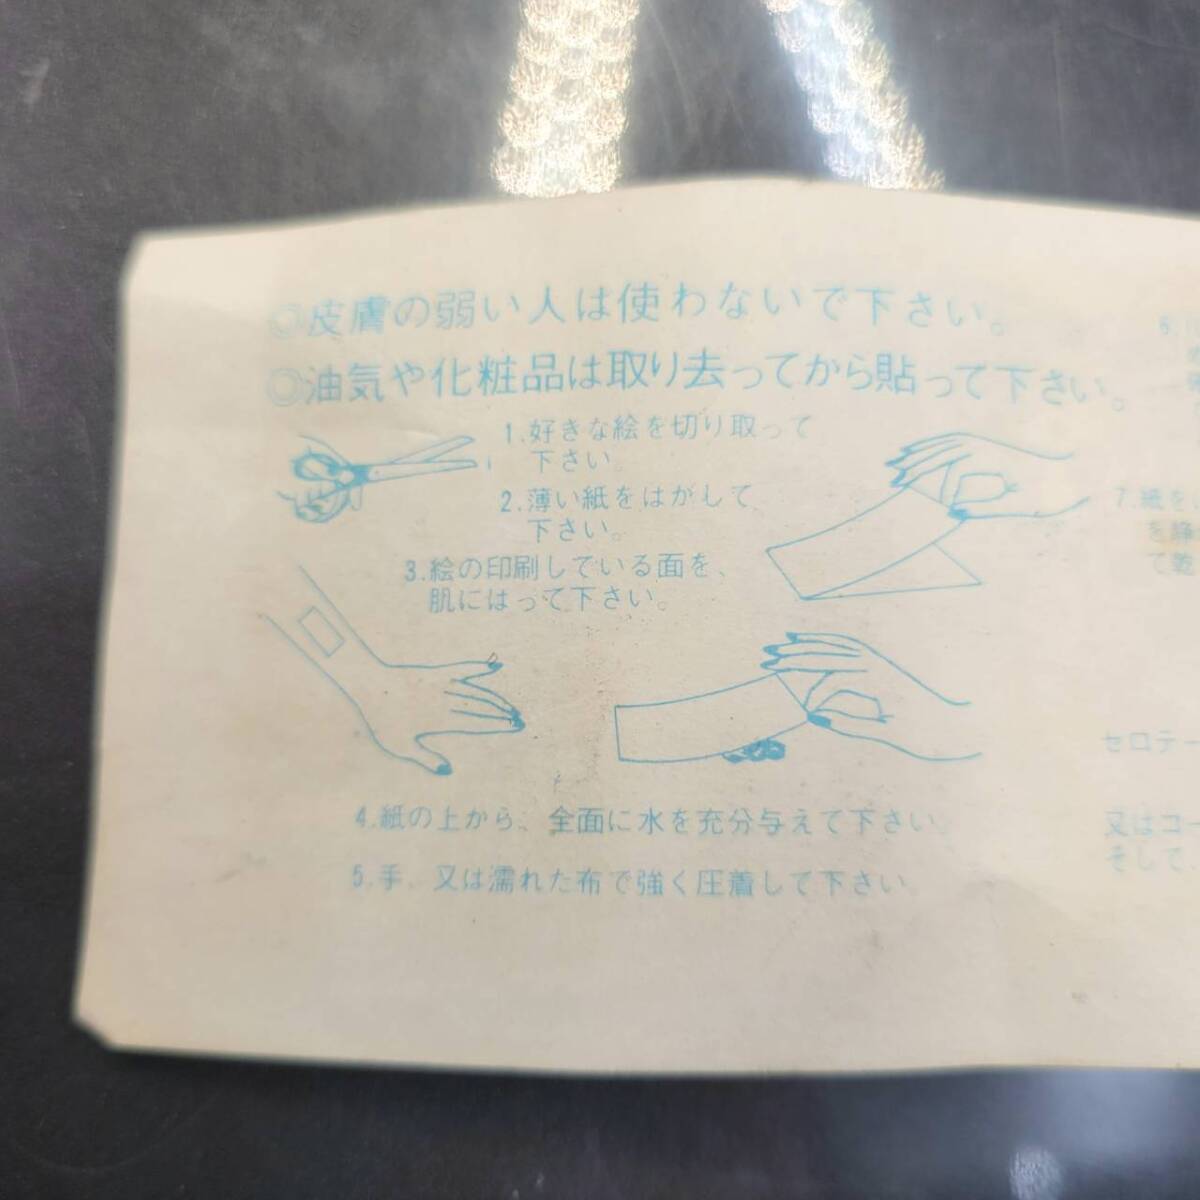 ◎皮膚の弱い人は使わないで下さい。
◎油気や化粧品は取り去ってから貼って下さい。
1.好きな絵を切り取って
下さい。
2.薄い紙をはがして
下さい。
3.絵の印刷している面を、
肌にはって下さい。
4.紙の上から、全面に水を充分与えて下さい。
5.手、又は濡れた布で強く圧着して下さい
6.
7.紙を
を静
て乾
セロテー
又はコー
そして、